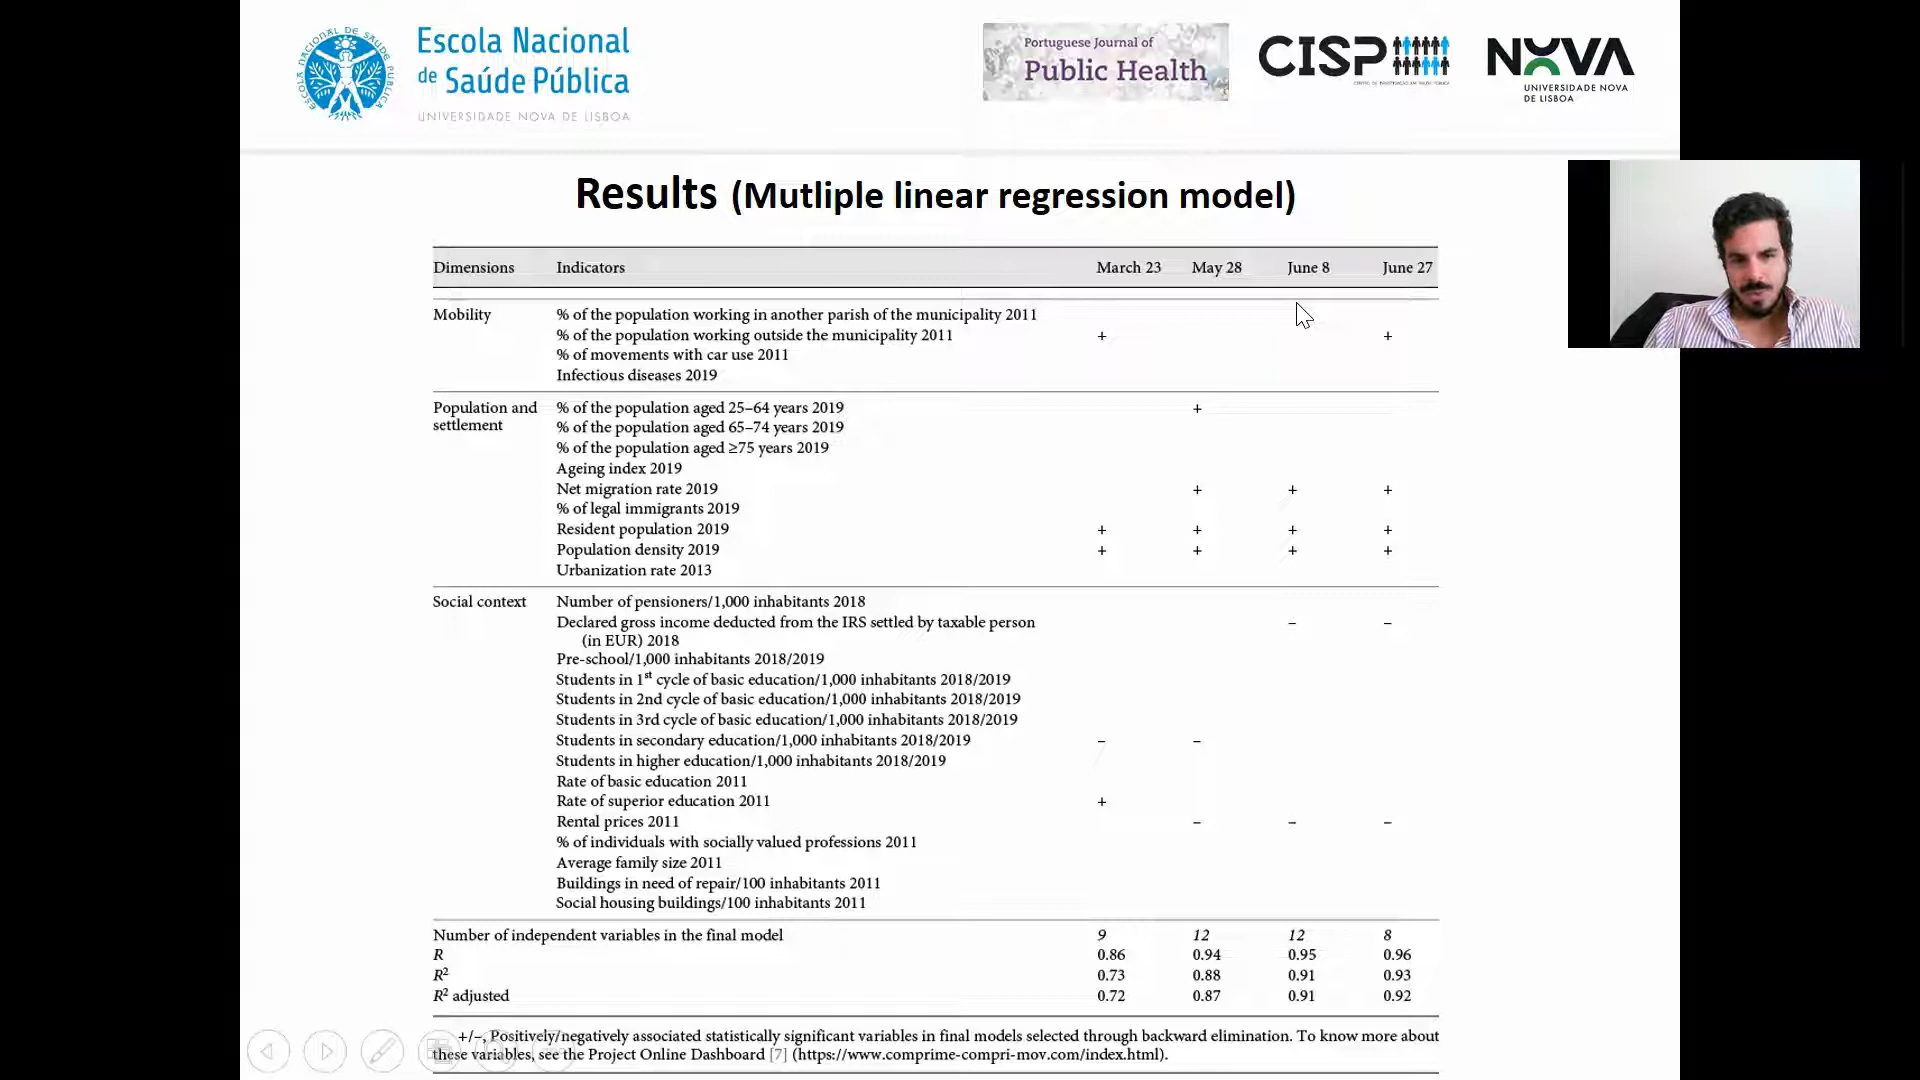 Escola Nacional
de Saúde Pública
UNIVERSIDADE NOVA DE LISBOA
Portuguese Journal of
Public Health
CISP
NOVA
UNIVERSIDADE NOVA
DE LISBOA
Results (Mutliple linear regression model)
Dimensions Indicators March 23 May 28 June 8 June 27
Mobility % of the population working in another parish of the municipality 2011
% of the population working outside the municipality 2011 + +
% of movements with car use 2011
Infectious diseases 2019
Population and % of the population aged 25–64 years 2019 +
settlement % of the population aged 65–74 years 2019
% of the population aged ≥75 years 2019
Ageing index 2019
Net migration rate 2019 + + +
% of legal immigrants 2019
Resident population 2019 + + + +
Population density 2019 + + + +
Urbanization rate 2013
Social context Number of pensioners/1,000 inhabitants 2018
Declared gross income deducted from the IRS settled by taxable person – –
(in EUR) 2018
Pre-school/1,000 inhabitants 2018/2019
Students in 1st cycle of basic education/1,000 inhabitants 2018/2019
Students in 2nd cycle of basic education/1,000 inhabitants 2018/2019
Students in 3rd cycle of basic education/1,000 inhabitants 2018/2019
Students in secondary education/1,000 inhabitants 2018/2019 – –
Students in higher education/1,000 inhabitants 2018/2019
Rate of basic education 2011
Rate of superior education 2011 +
Rental prices 2011 – – –
% of individuals with socially valued professions 2011
Average family size 2011
Buildings in need of repair/100 inhabitants 2011
Social housing buildings/100 inhabitants 2011
Number of independent variables in the final model 9 12 12 8
R 0.86 0.94 0.95 0.96
R² 0.73 0.88 0.91 0.93
R² adjusted 0.72 0.87 0.91 0.92
+/–, Positively/negatively associated statistically significant variables in final models selected through backward elimination. To know more about
these variables, see the Project Online Dashboard [7] (https://www.comprime-compri-mov.com/index.html).